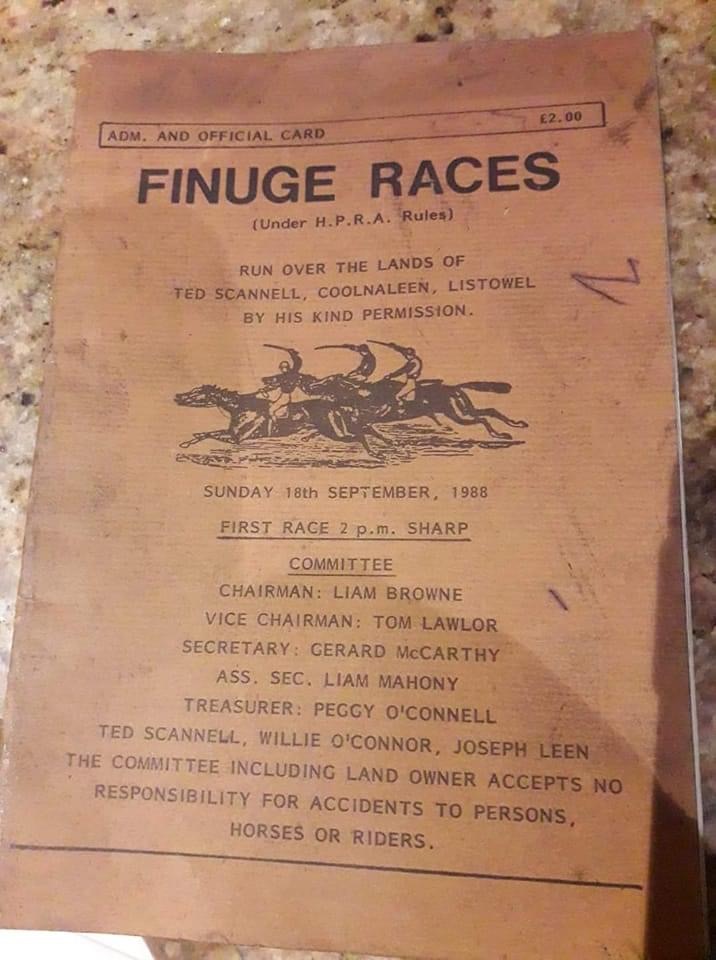 ADM. AND OFFICIAL CARD £2.00
FINUGE RACES
(Under H.P.R.A. Rules)
RUN OVER THE LANDS OF
TED SCANNELL, COOLNALEEN, LISTOWEL
BY HIS KIND PERMISSION.
SUNDAY 18th SEPTEMBER, 1988
FIRST RACE 2 p.m. SHARP
COMMITTEE
CHAIRMAN: LIAM BROWNE
VICE CHAIRMAN: TOM LAWLOR
SECRETARY: GERARD McCARTHY
ASS. SEC. LIAM MAHONY
TREASURER: PEGGY O'CONNELL
TED SCANNELL, WILLIE O'CONNOR, JOSEPH LEEN
THE COMMITTEE INCLUDING LAND OWNER ACCEPTS NO
RESPONSIBILITY FOR ACCIDENTS TO PERSONS,
HORSES OR RIDERS.